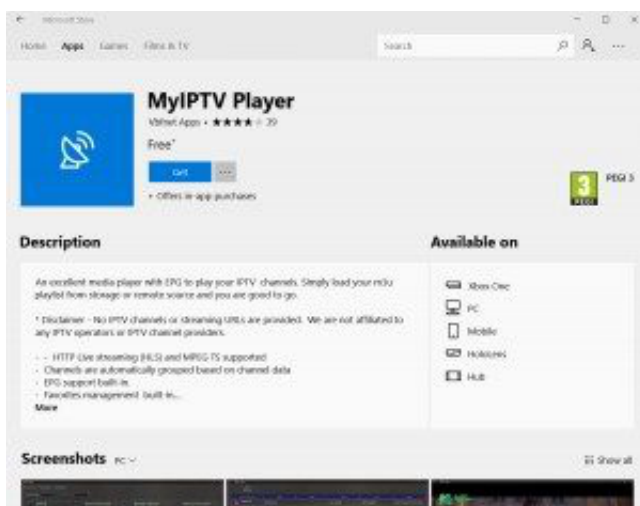 Microsoft Store
Home Apps Games Films & TV Search
MyIPTV Player
Vbfnet Apps • 39
Free+
Get ...
+ Offers in-app purchases
3
PEGI
PEGI 3
Description
An excellent media player with EPG to play your IPTV channels. Simply load your m3u
playlist from storage or remote source and you are good to go.
* Disclaimer - No IPTV channels or streaming URLs are provided. We are not affiliated to
any IPTV operators or IPTV channel providers.
- - HTTP Live streaming (HLS) and MPEG TS supported
- Channels are automatically grouped based on channel data
- EPG support built-in.
- Favorites management built-in...
More
Available on
Xbox One
PC
Mobile
HoloLens
Hub
Screenshots PC
Show all